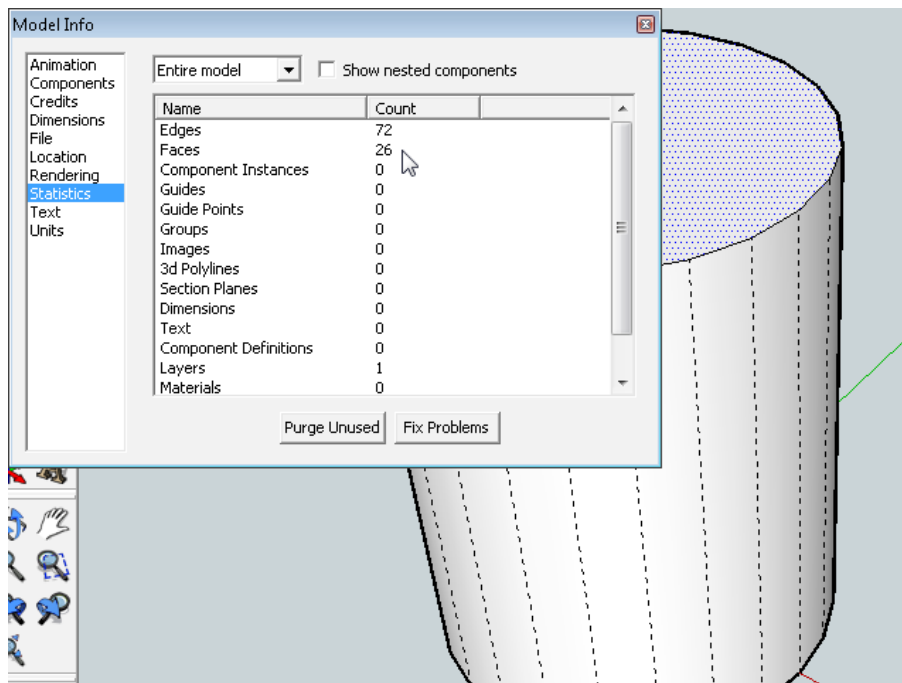 Model Info
Animation
Components
Credits
Dimensions
File
Location
Rendering
Statistics
Text
Units
Entire model
Show nested components
Name Count
Edges 72
Faces 26
Component Instances 0
Guides 0
Guide Points 0
Groups 0
Images 0
3d Polylines 0
Section Planes 0
Dimensions 0
Text 0
Component Definitions 0
Layers 1
Materials 0
Purge Unused Fix Problems